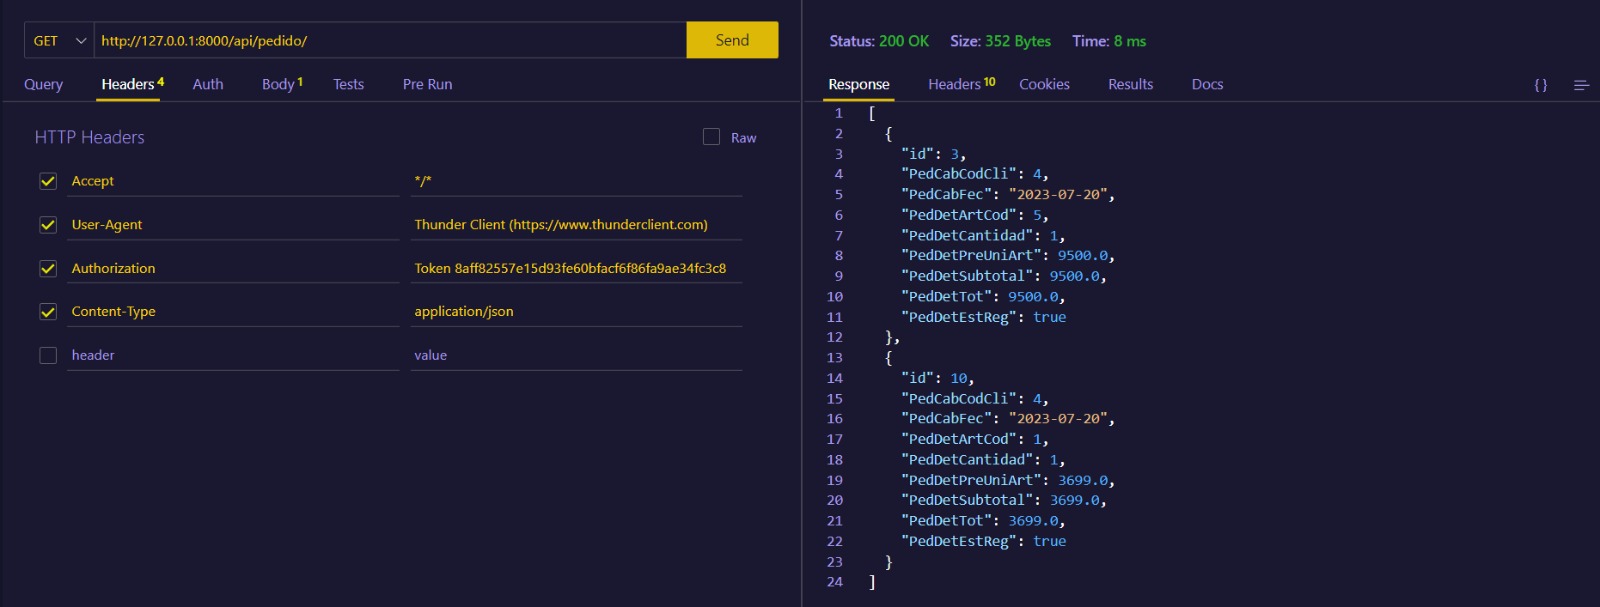 GET http://127.0.0.1:8000/api/pedido/ Send
Query Headers 4 Auth Body 1 Tests Pre Run
HTTP Headers Raw
Accept */*
User-Agent Thunder Client (https://www.thunderclient.com)
Authorization Token 8aff82557e15d93fe60bfacf6f86fa9ae34fc3c8
Content-Type application/json
header value
Status: 200 OK Size: 352 Bytes Time: 8 ms
Response Headers 10 Cookies Results Docs {}
1 [
2 {
3 "id": 3,
4 "PedCabCodCli": 4,
5 "PedCabFec": "2023-07-20",
6 "PedDetArtCod": 5,
7 "PedDetCantidad": 1,
8 "PedDetPreUniArt": 9500.0,
9 "PedDetSubtotal": 9500.0,
10 "PedDetTot": 9500.0,
11 "PedDetEstReg": true
12 },
13 {
14 "id": 10,
15 "PedCabCodCli": 4,
16 "PedCabFec": "2023-07-20",
17 "PedDetArtCod": 1,
18 "PedDetCantidad": 1,
19 "PedDetPreUniArt": 3699.0,
20 "PedDetSubtotal": 3699.0,
21 "PedDetTot": 3699.0,
22 "PedDetEstReg": true
23 }
24 ]